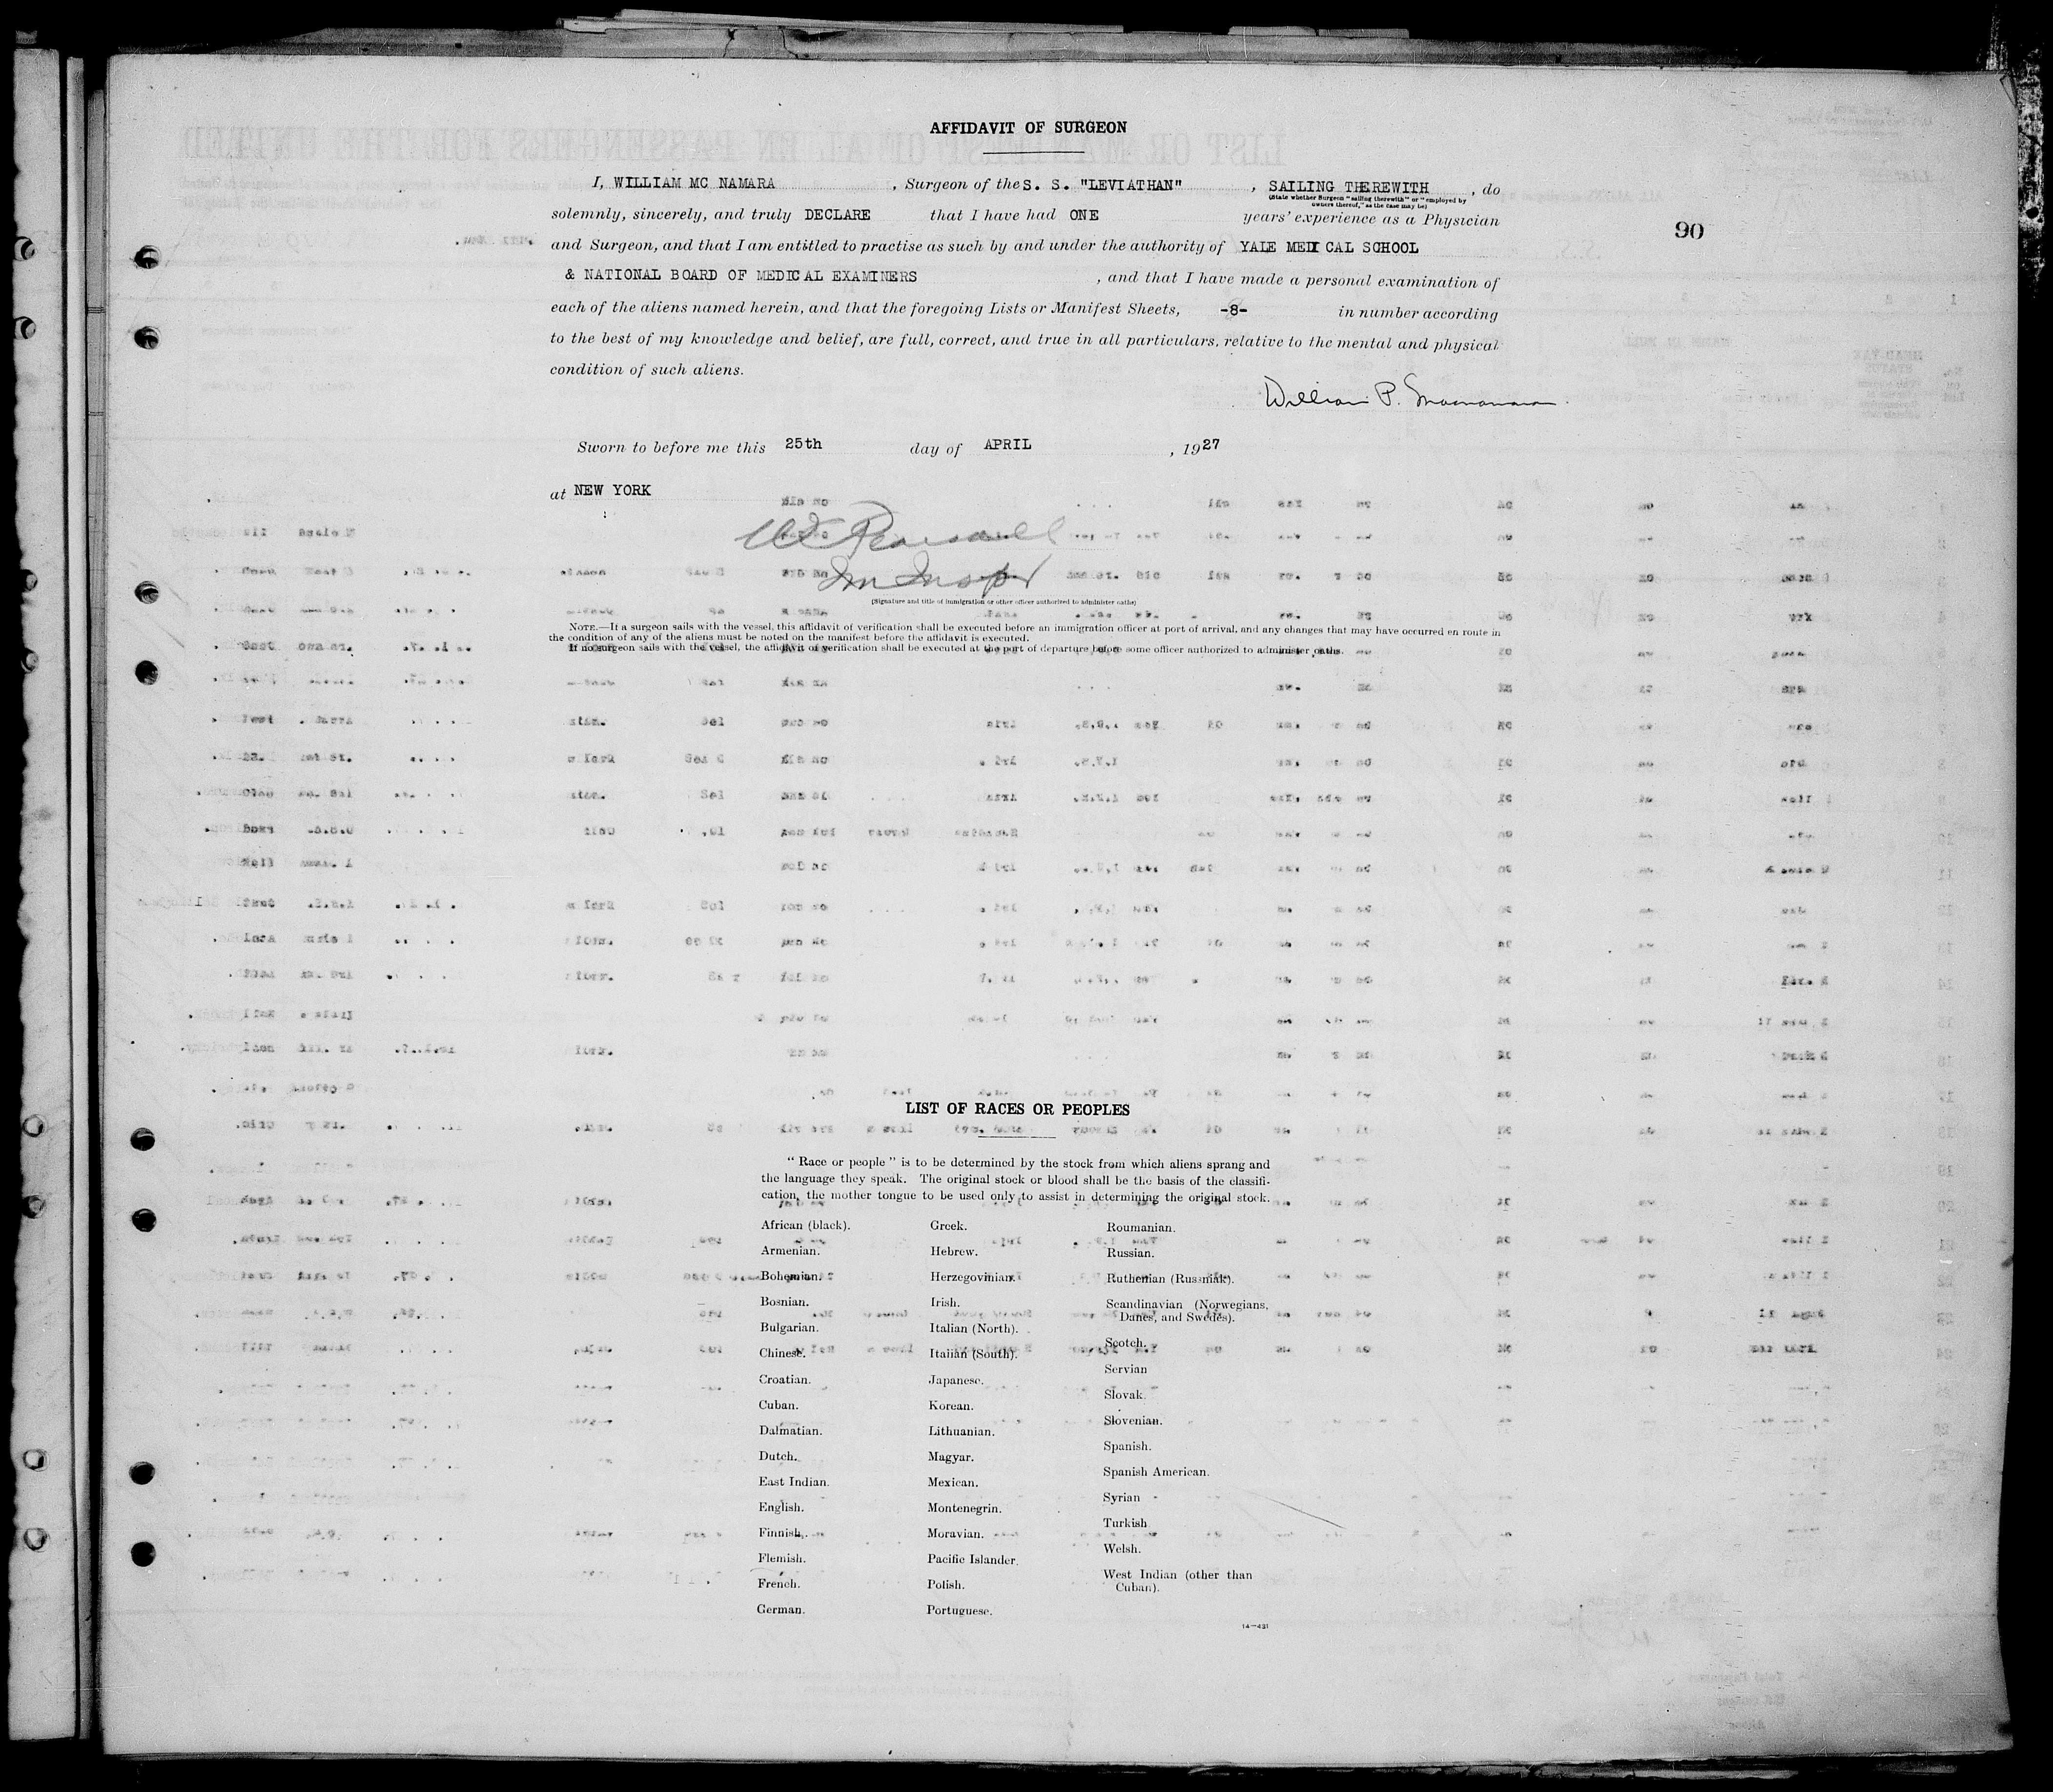 AFFIDAVIT OF SURGEON
I, WILLIAM MC NAMARA , Surgeon of the S. S. "LEVIATHAN" , SAILING THEREWITH , do
(State whether Surgeon "sailing therewith" or "employed by
owners thereof," as the case may be)
solemnly, sincerely, and truly DECLARE that I have had ONE years' experience as a Physician
90
and Surgeon, and that I am entitled to practise as such by and under the authority of YALE MEDICAL SCHOOL
& NATIONAL BOARD OF MEDICAL EXAMINERS , and that I have made a personal examination of
each of the aliens named herein, and that the foregoing Lists or Manifest Sheets, -8- in number according
to the best of my knowledge and belief, are full, correct, and true in all particulars, relative to the mental and physical
condition of such aliens.
William P. Macnamara
Sworn to before me this 25th day of APRIL , 1927
at NEW YORK
Im Inspr
(Signature and title of immigration or other officer authorized to administer oaths)
NOTE.—If a surgeon sails with the vessel, this affidavit of verification shall be executed before an immigration officer at port of arrival, and any changes that may have occurred en route in
the condition of any of the aliens must be noted on the manifest before the affidavit is executed.
If no surgeon sails with the vessel, the affidavit of verification shall be executed at the port of departure before some officer authorized to administer oaths.
LIST OF RACES OR PEOPLES
"Race or people" is to be determined by the stock from which aliens sprang and
the language they speak. The original stock or blood shall be the basis of the classifi-
cation, the mother tongue to be used only to assist in determining the original stock.
African (black).
Armenian.
Bohemian.
Bosnian.
Bulgarian.
Chinese.
Croatian.
Cuban.
Dalmatian.
Dutch.
East Indian.
English.
Finnish.
Flemish.
French.
German.
Greek.
Hebrew.
Herzegovinian.
Irish.
Italian (North).
Italian (South).
Japanese.
Korean.
Lithuanian.
Magyar.
Mexican.
Montenegrin.
Moravian.
Pacific Islander.
Polish.
Portuguese.
Roumanian.
Russian.
Ruthenian (Russniak).
Scandinavian (Norwegians,
Danes, and Swedes).
Scotch.
Servian
Slovak.
Slovenian.
Spanish.
Spanish American.
Syrian
Turkish
Welsh.
West Indian (other than
Cuban).
14—431